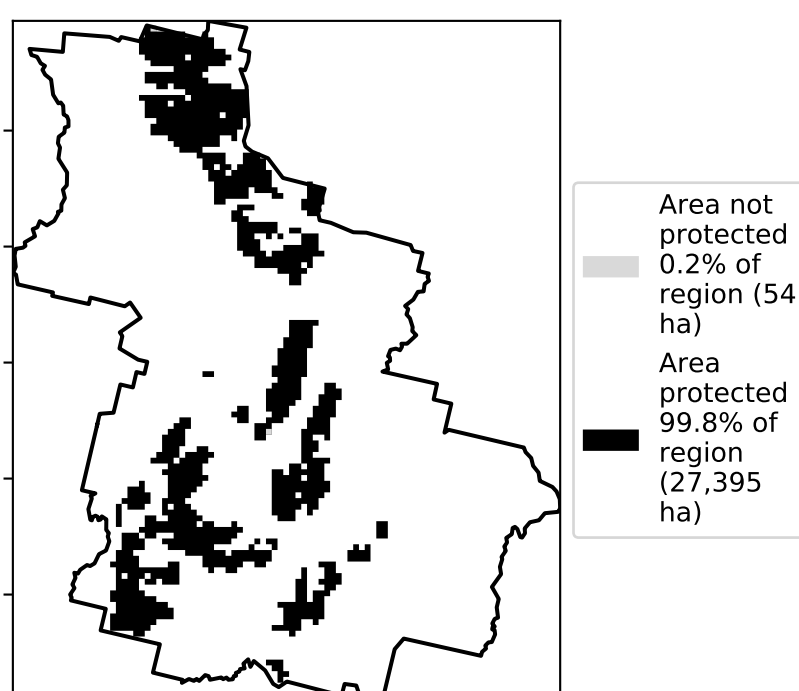 Area not
protected
0.2% of
region (54
ha)
Area
protected
99.8% of
region
(27,395
ha)